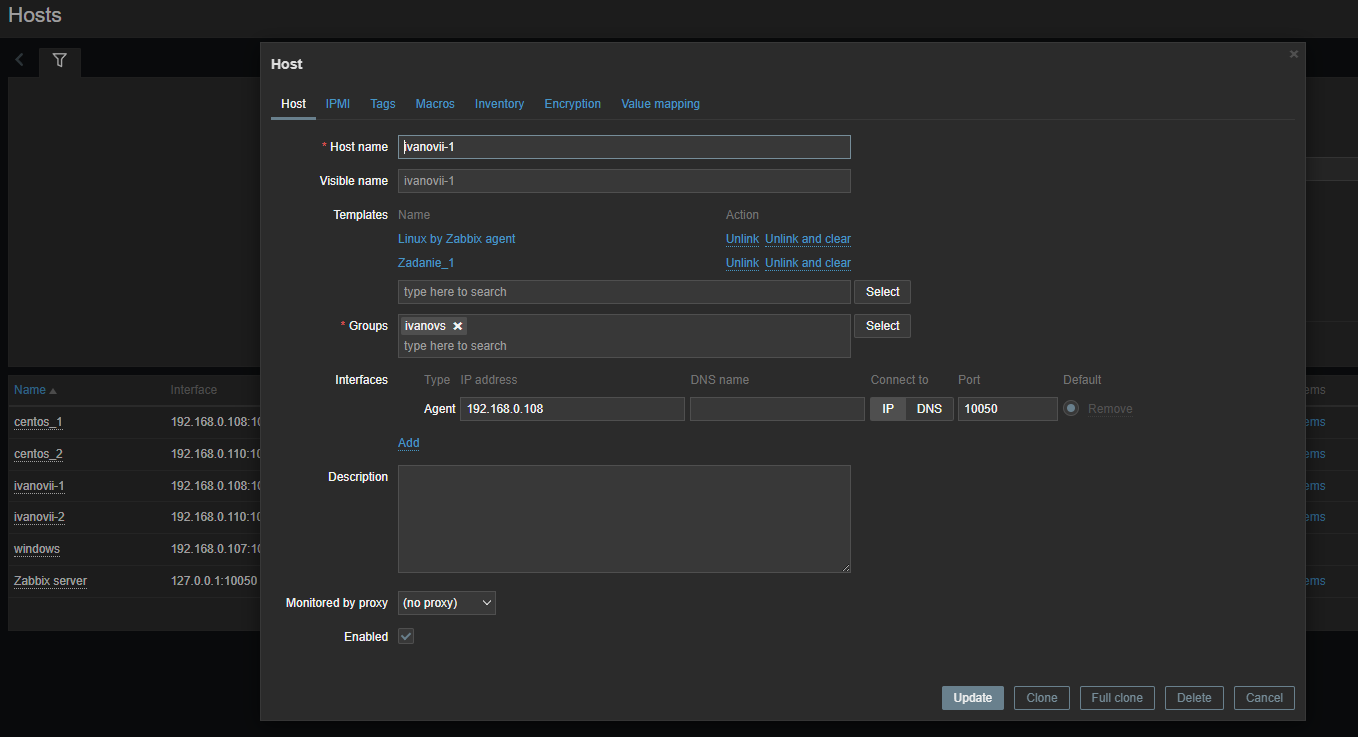 Hosts
Host
Host IPMI Tags Macros Inventory Encryption Value mapping
* Host name ivanovii-1
Visible name ivanovii-1
Templates Name Action
Linux by Zabbix agent Unlink Unlink and clear
Zadanie_1 Unlink Unlink and clear
type here to search Select
* Groups ivanovs Select
type here to search
Interfaces Type IP address DNS name Connect to Port Default
Agent 192.168.0.108 IP DNS 10050 Remove
Add
Description
Monitored by proxy (no proxy)
Enabled
Update Clone Full clone Delete Cancel
Name Interface ems
centos_1 192.168.0.108:10 ems
centos_2 192.168.0.110:10 ems
ivanovii-1 192.168.0.108:10 ems
ivanovii-2 192.168.0.110:10 ems
windows 192.168.0.107:10
Zabbix server 127.0.0.1:10050 ems